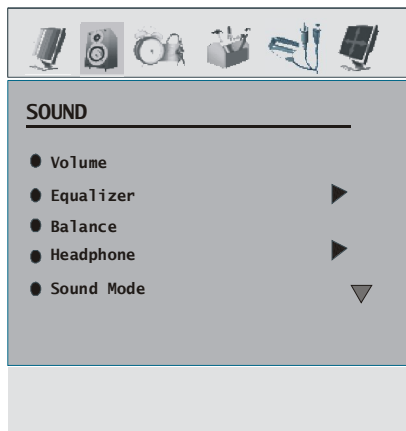 SOUND
Volume
Equalizer
Balance
Headphone
Sound Mode